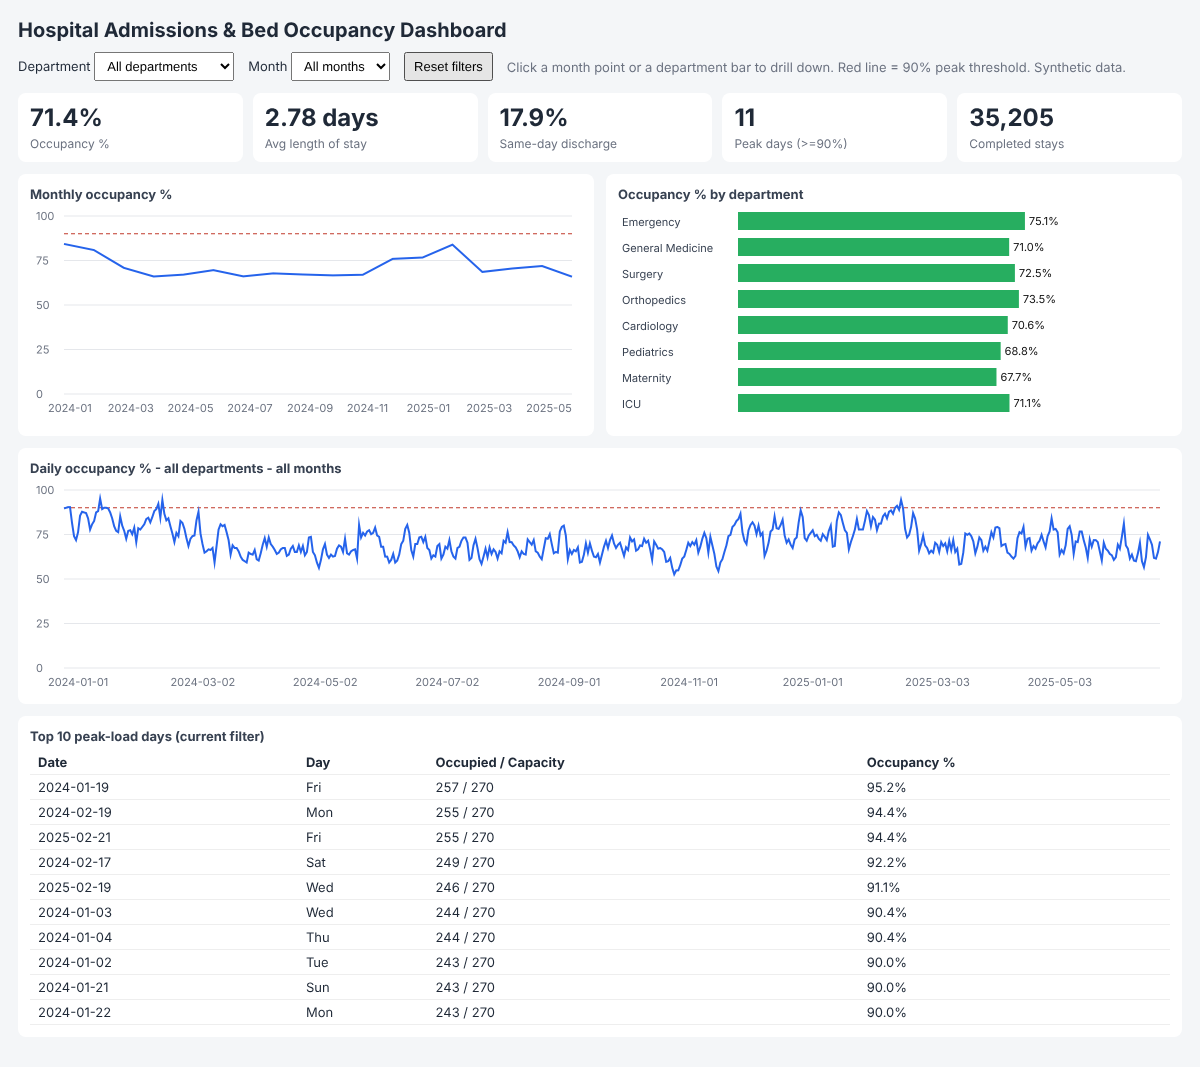 Hospital Admissions & Bed Occupancy Dashboard
Department All departments Month All months Reset filters Click a month point or a department bar to drill down. Red line = 90% peak threshold. Synthetic data.
71.4%
Occupancy %
2.78 days
Avg length of stay
17.9%
Same-day discharge
11
Peak days (>=90%)
35,205
Completed stays
Monthly occupancy %
100
75
50
25
0
2024-01 2024-03 2024-05 2024-07 2024-09 2024-11 2025-01 2025-03 2025-05
Occupancy % by department
Emergency 75.1%
General Medicine 71.0%
Surgery 72.5%
Orthopedics 73.5%
Cardiology 70.6%
Pediatrics 68.8%
Maternity 67.7%
ICU 71.1%
Daily occupancy % - all departments - all months
100
75
50
25
0
2024-01-01 2024-03-02 2024-05-02 2024-07-02 2024-09-01 2024-11-01 2025-01-01 2025-03-03 2025-05-03
Top 10 peak-load days (current filter)
Date Day Occupied / Capacity Occupancy %
2024-01-19 Fri 257 / 270 95.2%
2024-02-19 Mon 255 / 270 94.4%
2025-02-21 Fri 255 / 270 94.4%
2024-02-17 Sat 249 / 270 92.2%
2025-02-19 Wed 246 / 270 91.1%
2024-01-03 Wed 244 / 270 90.4%
2024-01-04 Thu 244 / 270 90.4%
2024-01-02 Tue 243 / 270 90.0%
2024-01-21 Sun 243 / 270 90.0%
2024-01-22 Mon 243 / 270 90.0%